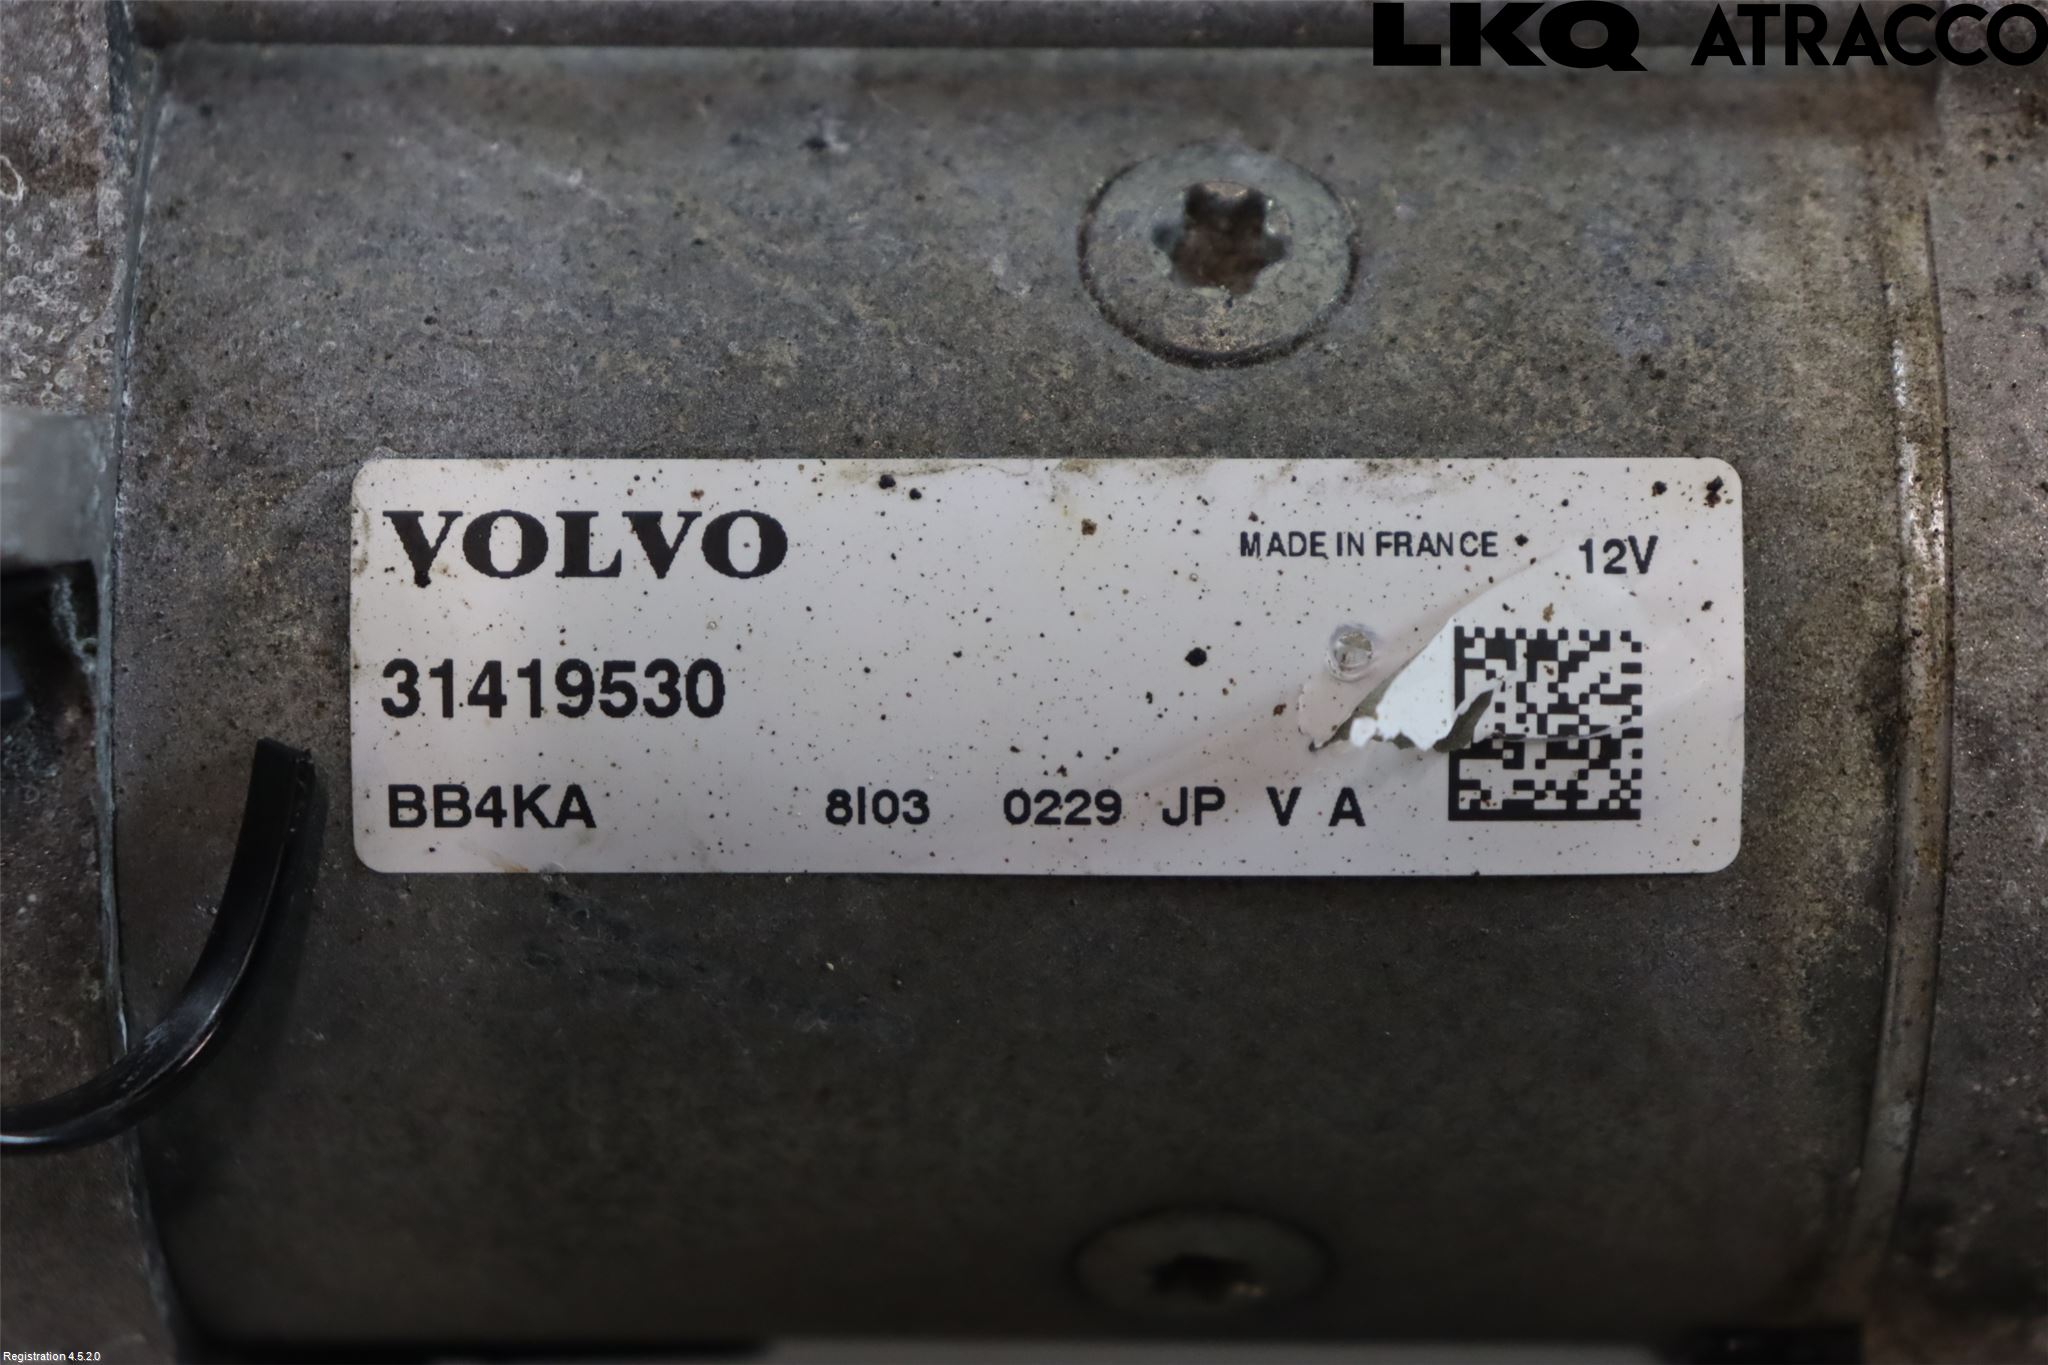 LKQ ATRACCO
VOLVO MADE IN FRANCE 12V
31419530
BB4KA 8I03 0229 JP V A
Registration 4.5.2.0